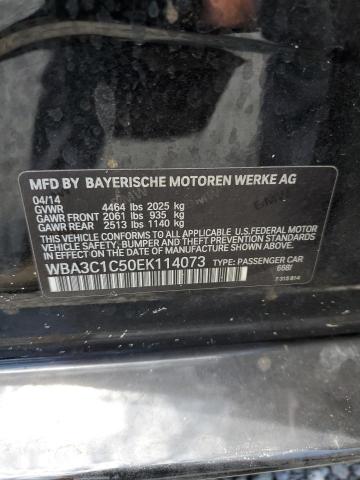 MFD BY BAYERISCHE MOTOREN WERKE AG
04/14
GVWR 4464 lbs 2025 kg
GAWR FRONT 2061 lbs 935 kg
GAWR REAR 2513 lbs 1140 kg
THIS VEHICLE CONFORMS TO ALL APPLICABLE U.S.FEDERAL MOTOR
VEHICLE SAFETY, BUMPER, AND THEFT PREVENTION STANDARDS
IN EFFECT ON THE DATE OF MANUFACTURE SHOWN ABOVE.
WBA3C1C50EK114073 TYPE: PASSENGER CAR
668I